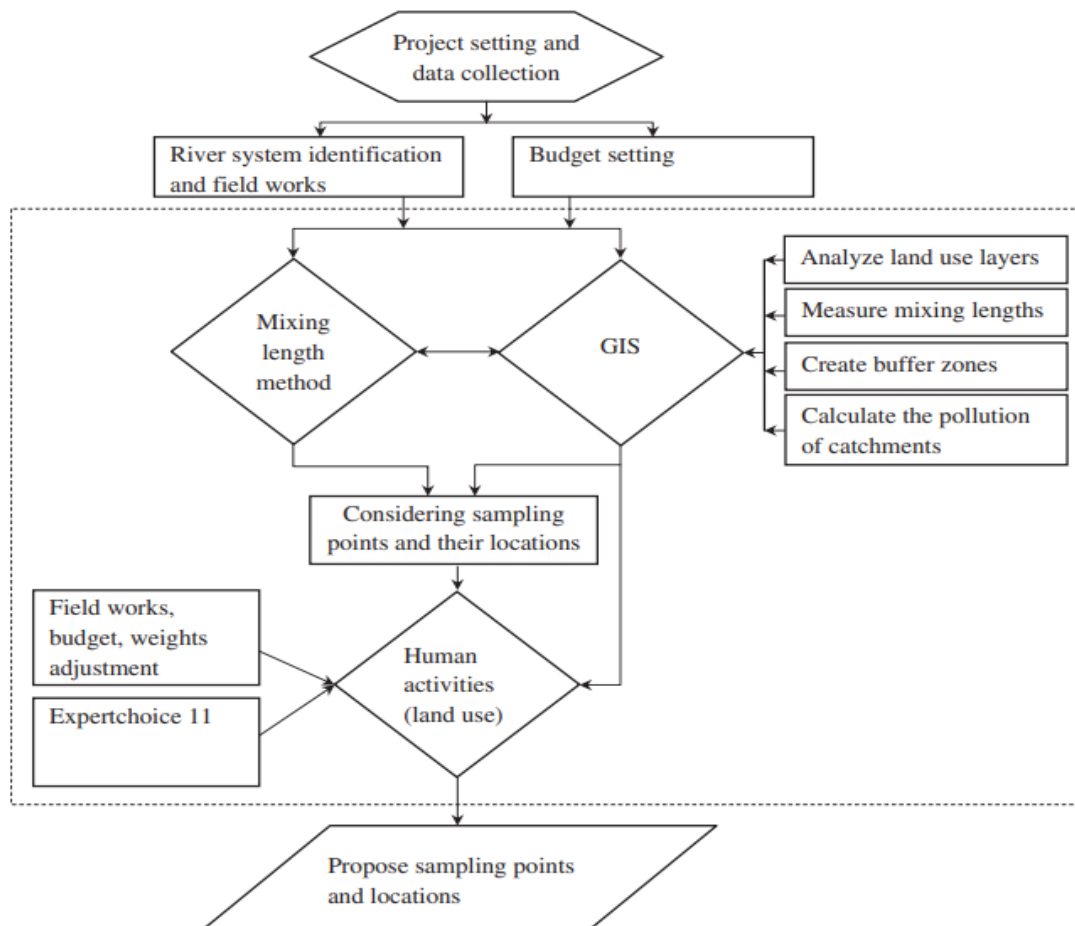 Project setting and
data collection
River system identification
and field works
Budget setting
Analyze land use layers
Measure mixing lengths
Create buffer zones
Calculate the pollution
of catchments
Mixing
length
method
GIS
Considering sampling
points and their locations
Field works,
budget, weights
adjustment
Expertchoice 11
Human
activities
(land use)
Propose sampling points
and locations